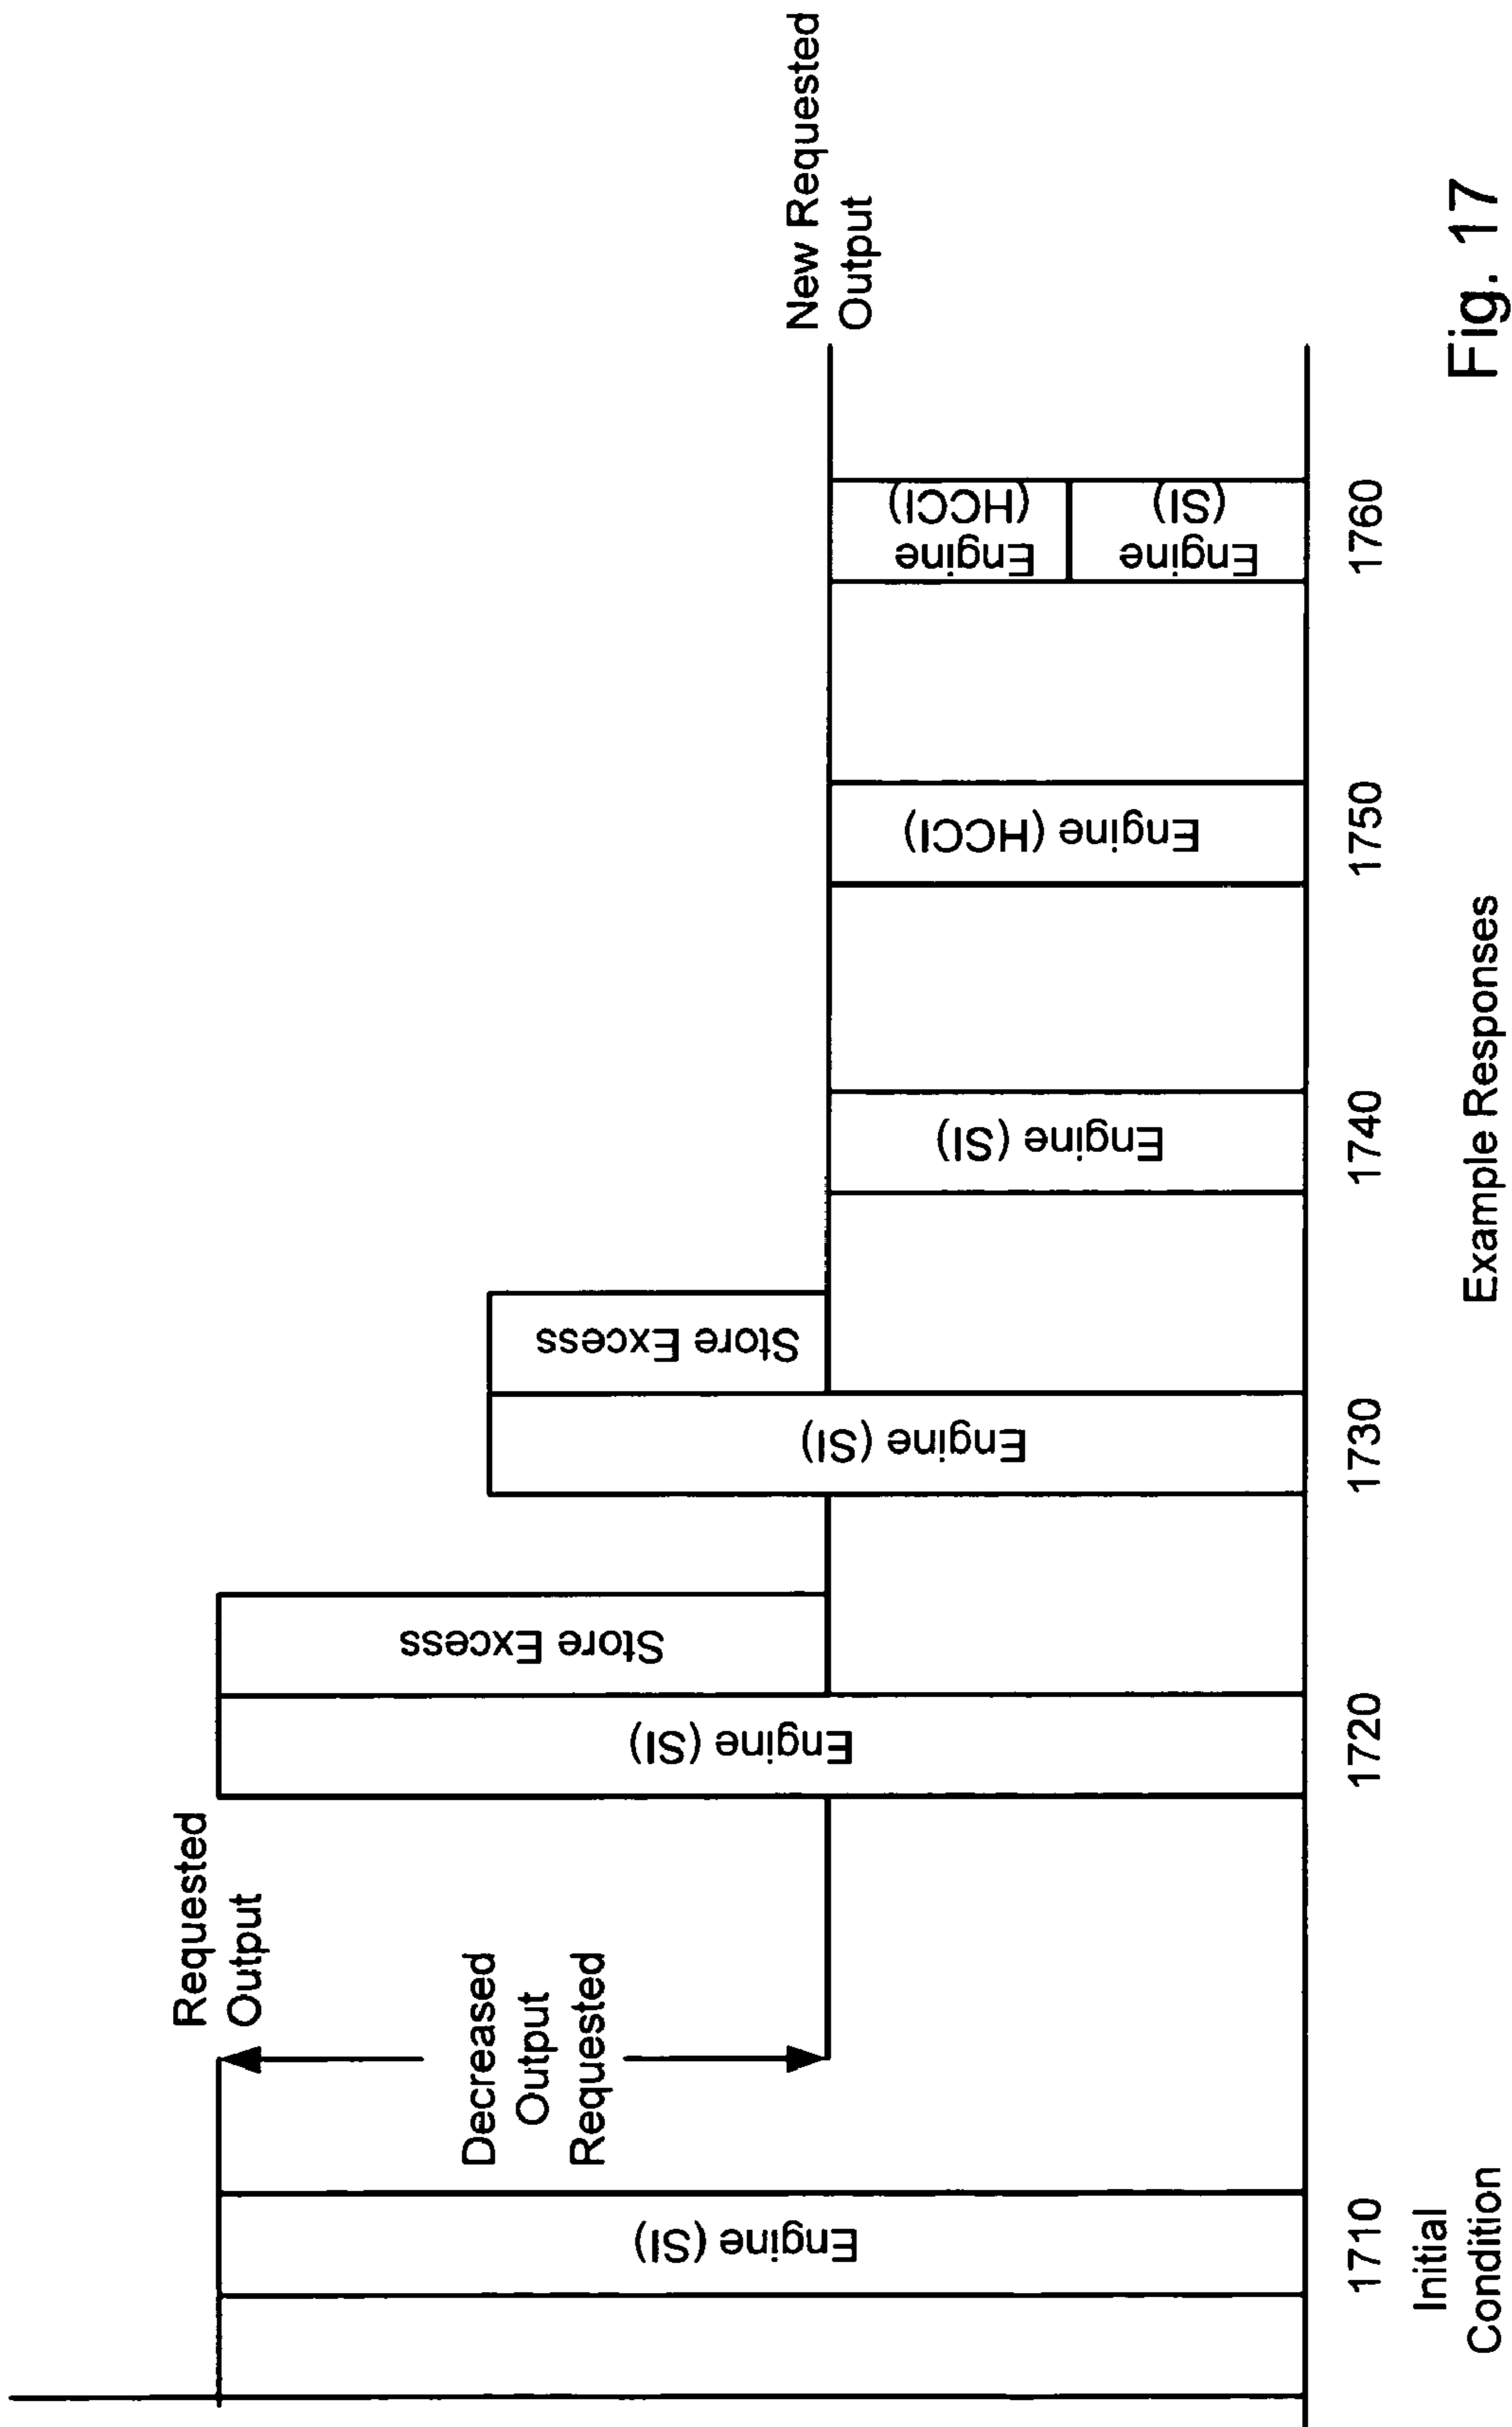 Requested
Output
Decreased
Output
Requested
New Requested
Output
Engine (SI)
Engine (SI)
Store Excess
Engine (SI)
Store Excess
Engine (SI)
Engine (HCCI)
Engine
(HCCI)
Engine
(SI)
1710
1720
1730
1740
1750
1760
Initial
Condition
Example Responses
Fig. 17